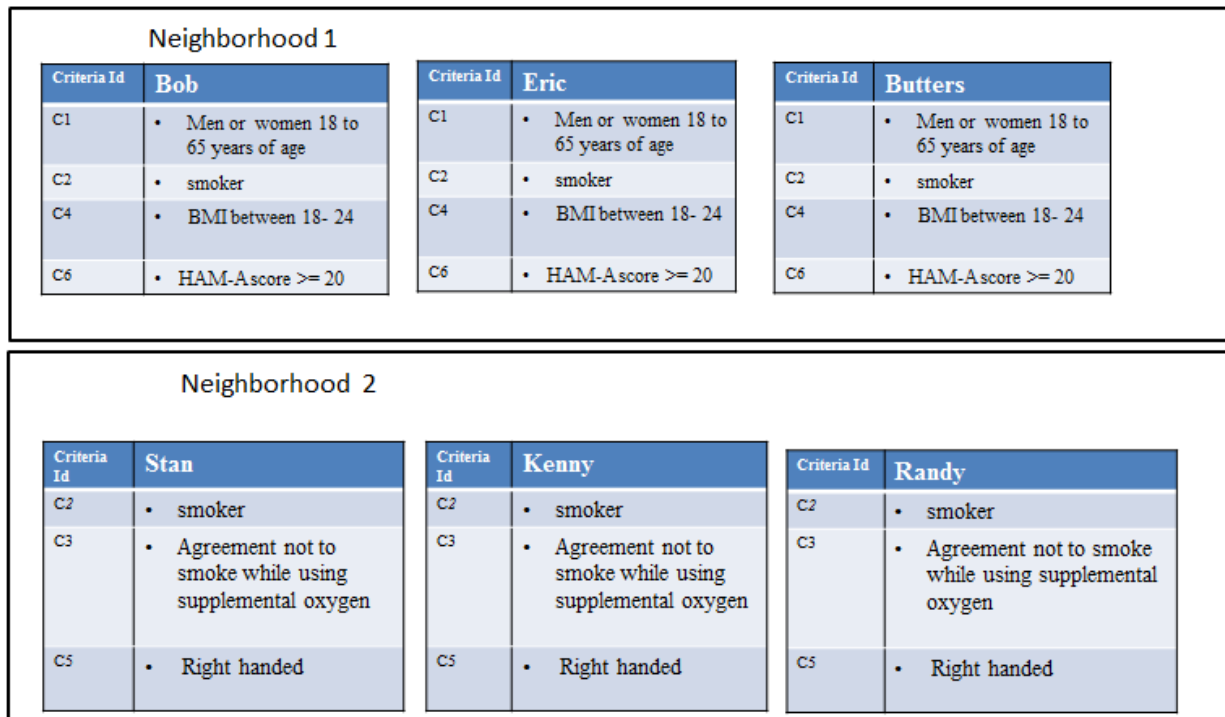 Neighborhood 1
Criteria Id Bob
C1 • Men or women 18 to
65 years of age
C2 • smoker
C4 • BMI between 18- 24
C6 • HAM-A score >= 20
Criteria Id Eric
C1 • Men or women 18 to
65 years of age
C2 • smoker
C4 • BMI between 18- 24
C6 • HAM-A score >= 20
Criteria Id Butters
C1 • Men or women 18 to
65 years of age
C2 • smoker
C4 • BMI between 18- 24
C6 • HAM-A score >= 20
Neighborhood 2
Criteria
Id Stan
C2 • smoker
C3 • Agreement not to
smoke while using
supplemental oxygen
C5 • Right handed
Criteria
Id Kenny
C2 • smoker
C3 • Agreement not to
smoke while using
supplemental oxygen
C5 • Right handed
Criteria Id Randy
C2 • smoker
C3 • Agreement not to smoke
while using supplemental
oxygen
C5 • Right handed